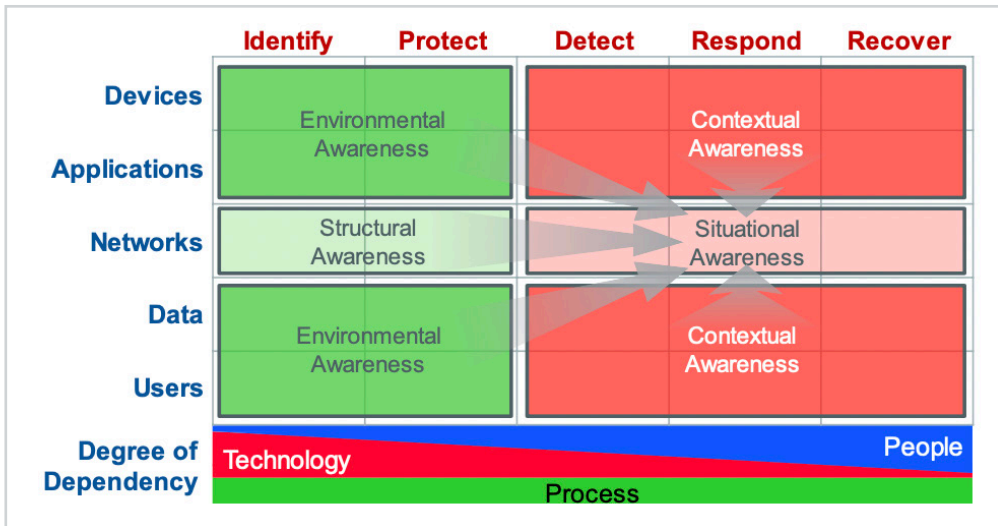 Identify Protect Detect Respond Recover
Devices
Applications
Networks
Data
Users
Environmental
Awareness
Contextual
Awareness
Structural
Awareness
Situational
Awareness
Environmental
Awareness
Contextual
Awareness
Degree of
Dependency
Technology
People
Process